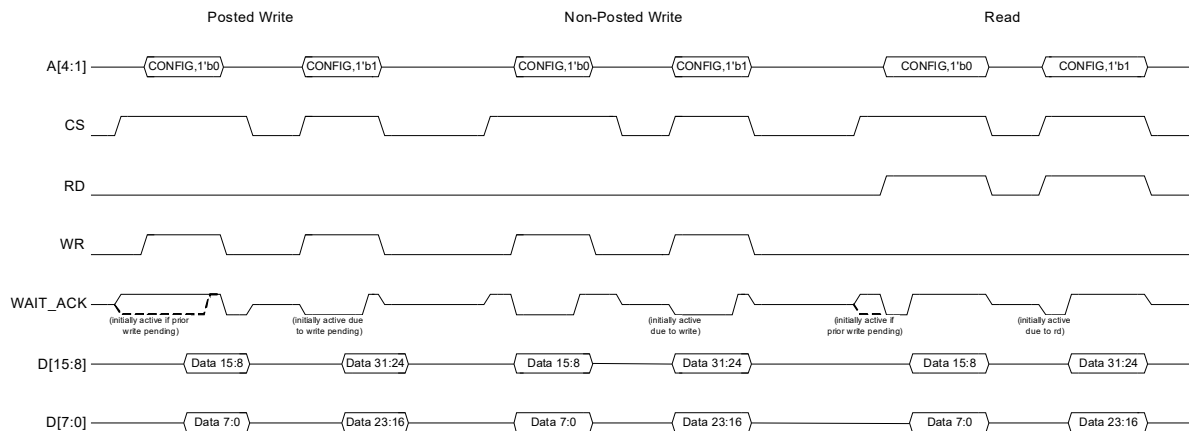 Posted Write Non-Posted Write Read
A[4:1] CONFIG,1'b0 CONFIG,1'b1 CONFIG,1'b0 CONFIG,1'b1 CONFIG,1'b0 CONFIG,1'b1
CS
RD
WR
WAIT_ACK
(initially active if prior
write pending)
(initially active due
to write pending)
(initially active
due to write)
(initially active if
prior write pending)
(initially active
due to rd)
D[15:8] Data 15:8 Data 31:24 Data 15:8 Data 31:24 Data 15:8 Data 31:24
D[7:0] Data 7:0 Data 23:16 Data 7:0 Data 23:16 Data 7:0 Data 23:16